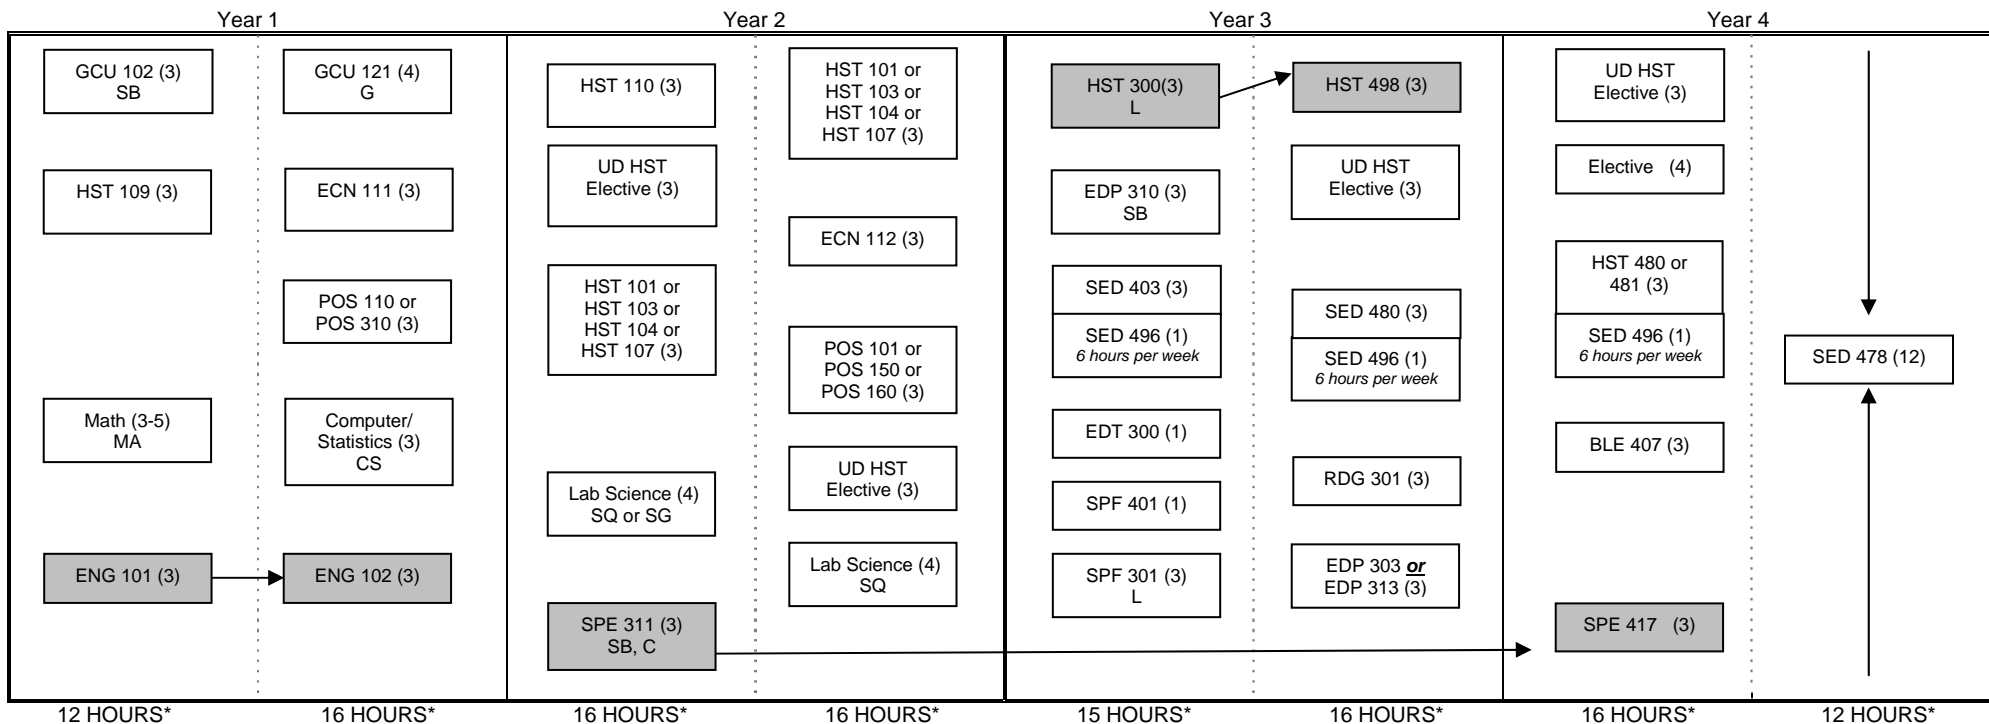 Year 1
Year 2
Year 3
Year 4
GCU 102 (3)
SB
HST 109 (3)
Math (3-5)
MA
ENG 101 (3)
12 HOURS*
GCU 121 (4)
G
ECN 111 (3)
POS 110 or
POS 310 (3)
Computer/
Statistics (3)
CS
ENG 102 (3)
16 HOURS*
HST 110 (3)
UD HST
Elective (3)
HST 101 or
HST 103 or
HST 104 or
HST 107 (3)
Lab Science (4)
SQ or SG
SPE 311 (3)
SB, C
16 HOURS*
HST 101 or
HST 103 or
HST 104 or
HST 107 (3)
ECN 112 (3)
POS 101 or
POS 150 or
POS 160 (3)
UD HST
Elective (3)
Lab Science (4)
SQ
16 HOURS*
HST 300(3)
L
EDP 310 (3)
SB
SED 403 (3)
SED 496 (1)
6 hours per week
EDT 300 (1)
SPF 401 (1)
SPF 301 (3)
L
15 HOURS*
HST 498 (3)
UD HST
Elective (3)
SED 480 (3)
SED 496 (1)
6 hours per week
RDG 301 (3)
EDP 303 or
EDP 313 (3)
16 HOURS*
UD HST
Elective (3)
Elective (4)
HST 480 or
481 (3)
SED 496 (1)
6 hours per week
BLE 407 (3)
SPE 417 (3)
16 HOURS*
SED 478 (12)
12 HOURS*